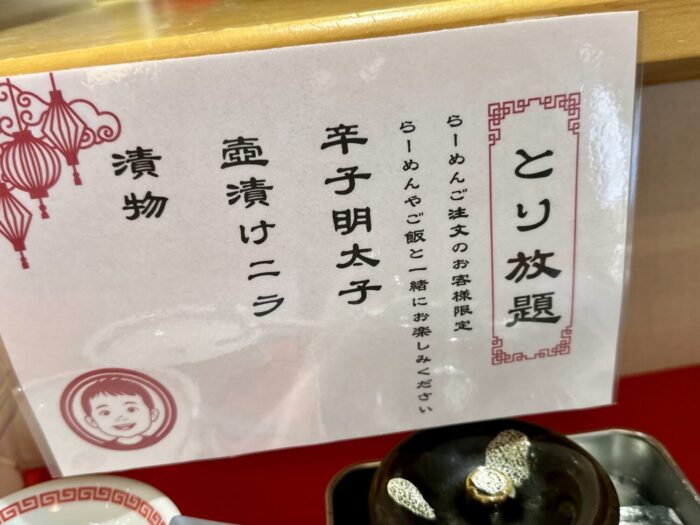 とり放題
らーめんご注文のお客様限定
らーめんやご飯と一緒にお楽しみください
辛子明太子
壺漬けニラ
漬物